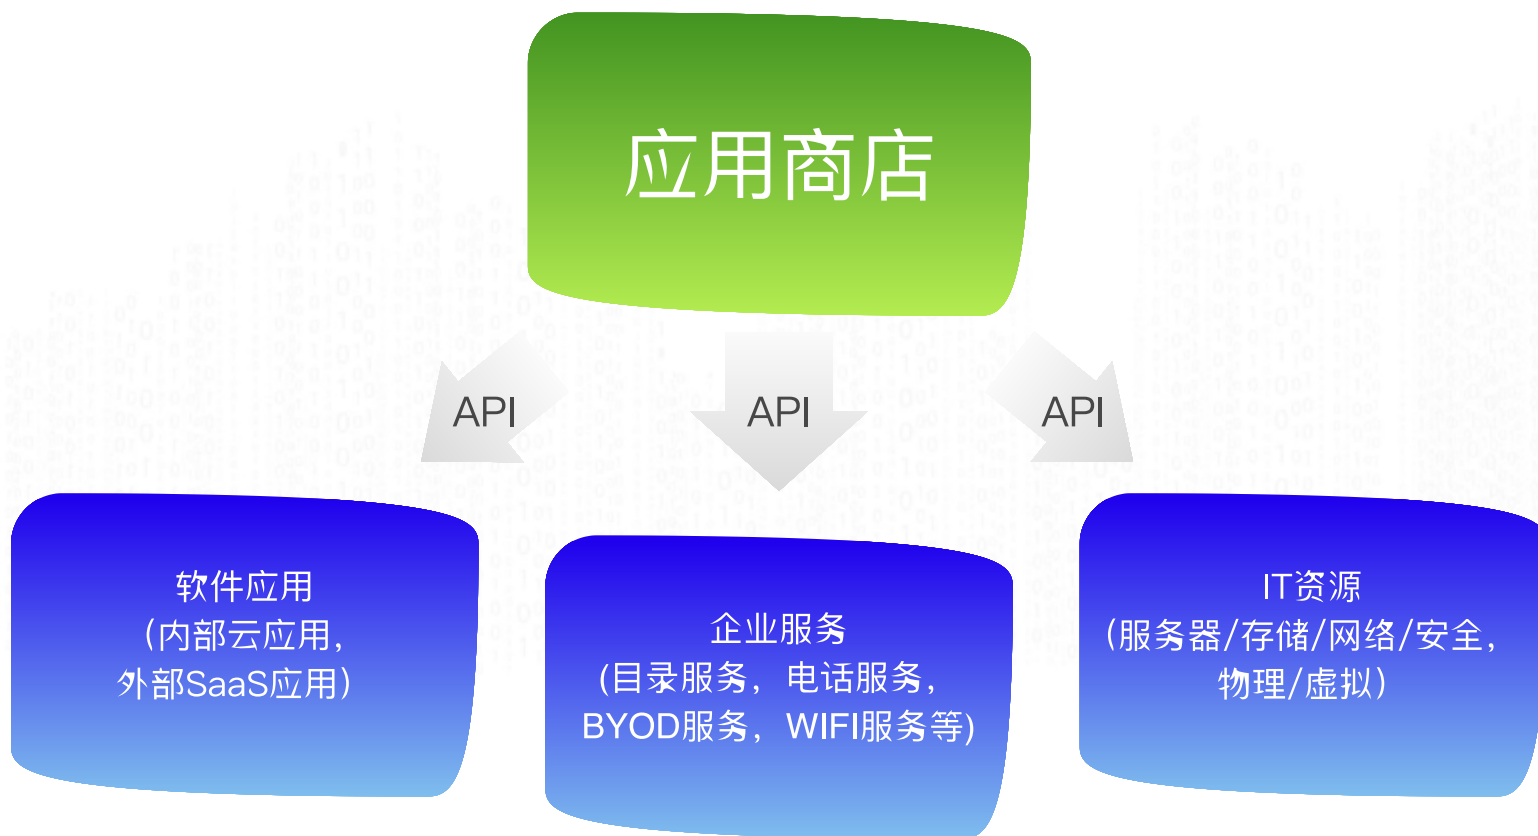 应用商店
API
API
API
软件应用
（内部云应用，
外部SaaS应用）
企业服务
(目录服务，电话服务，
BYOD服务，WIFI服务等)
IT资源
（服务器/存储/网络/安全，
物理/虚拟）